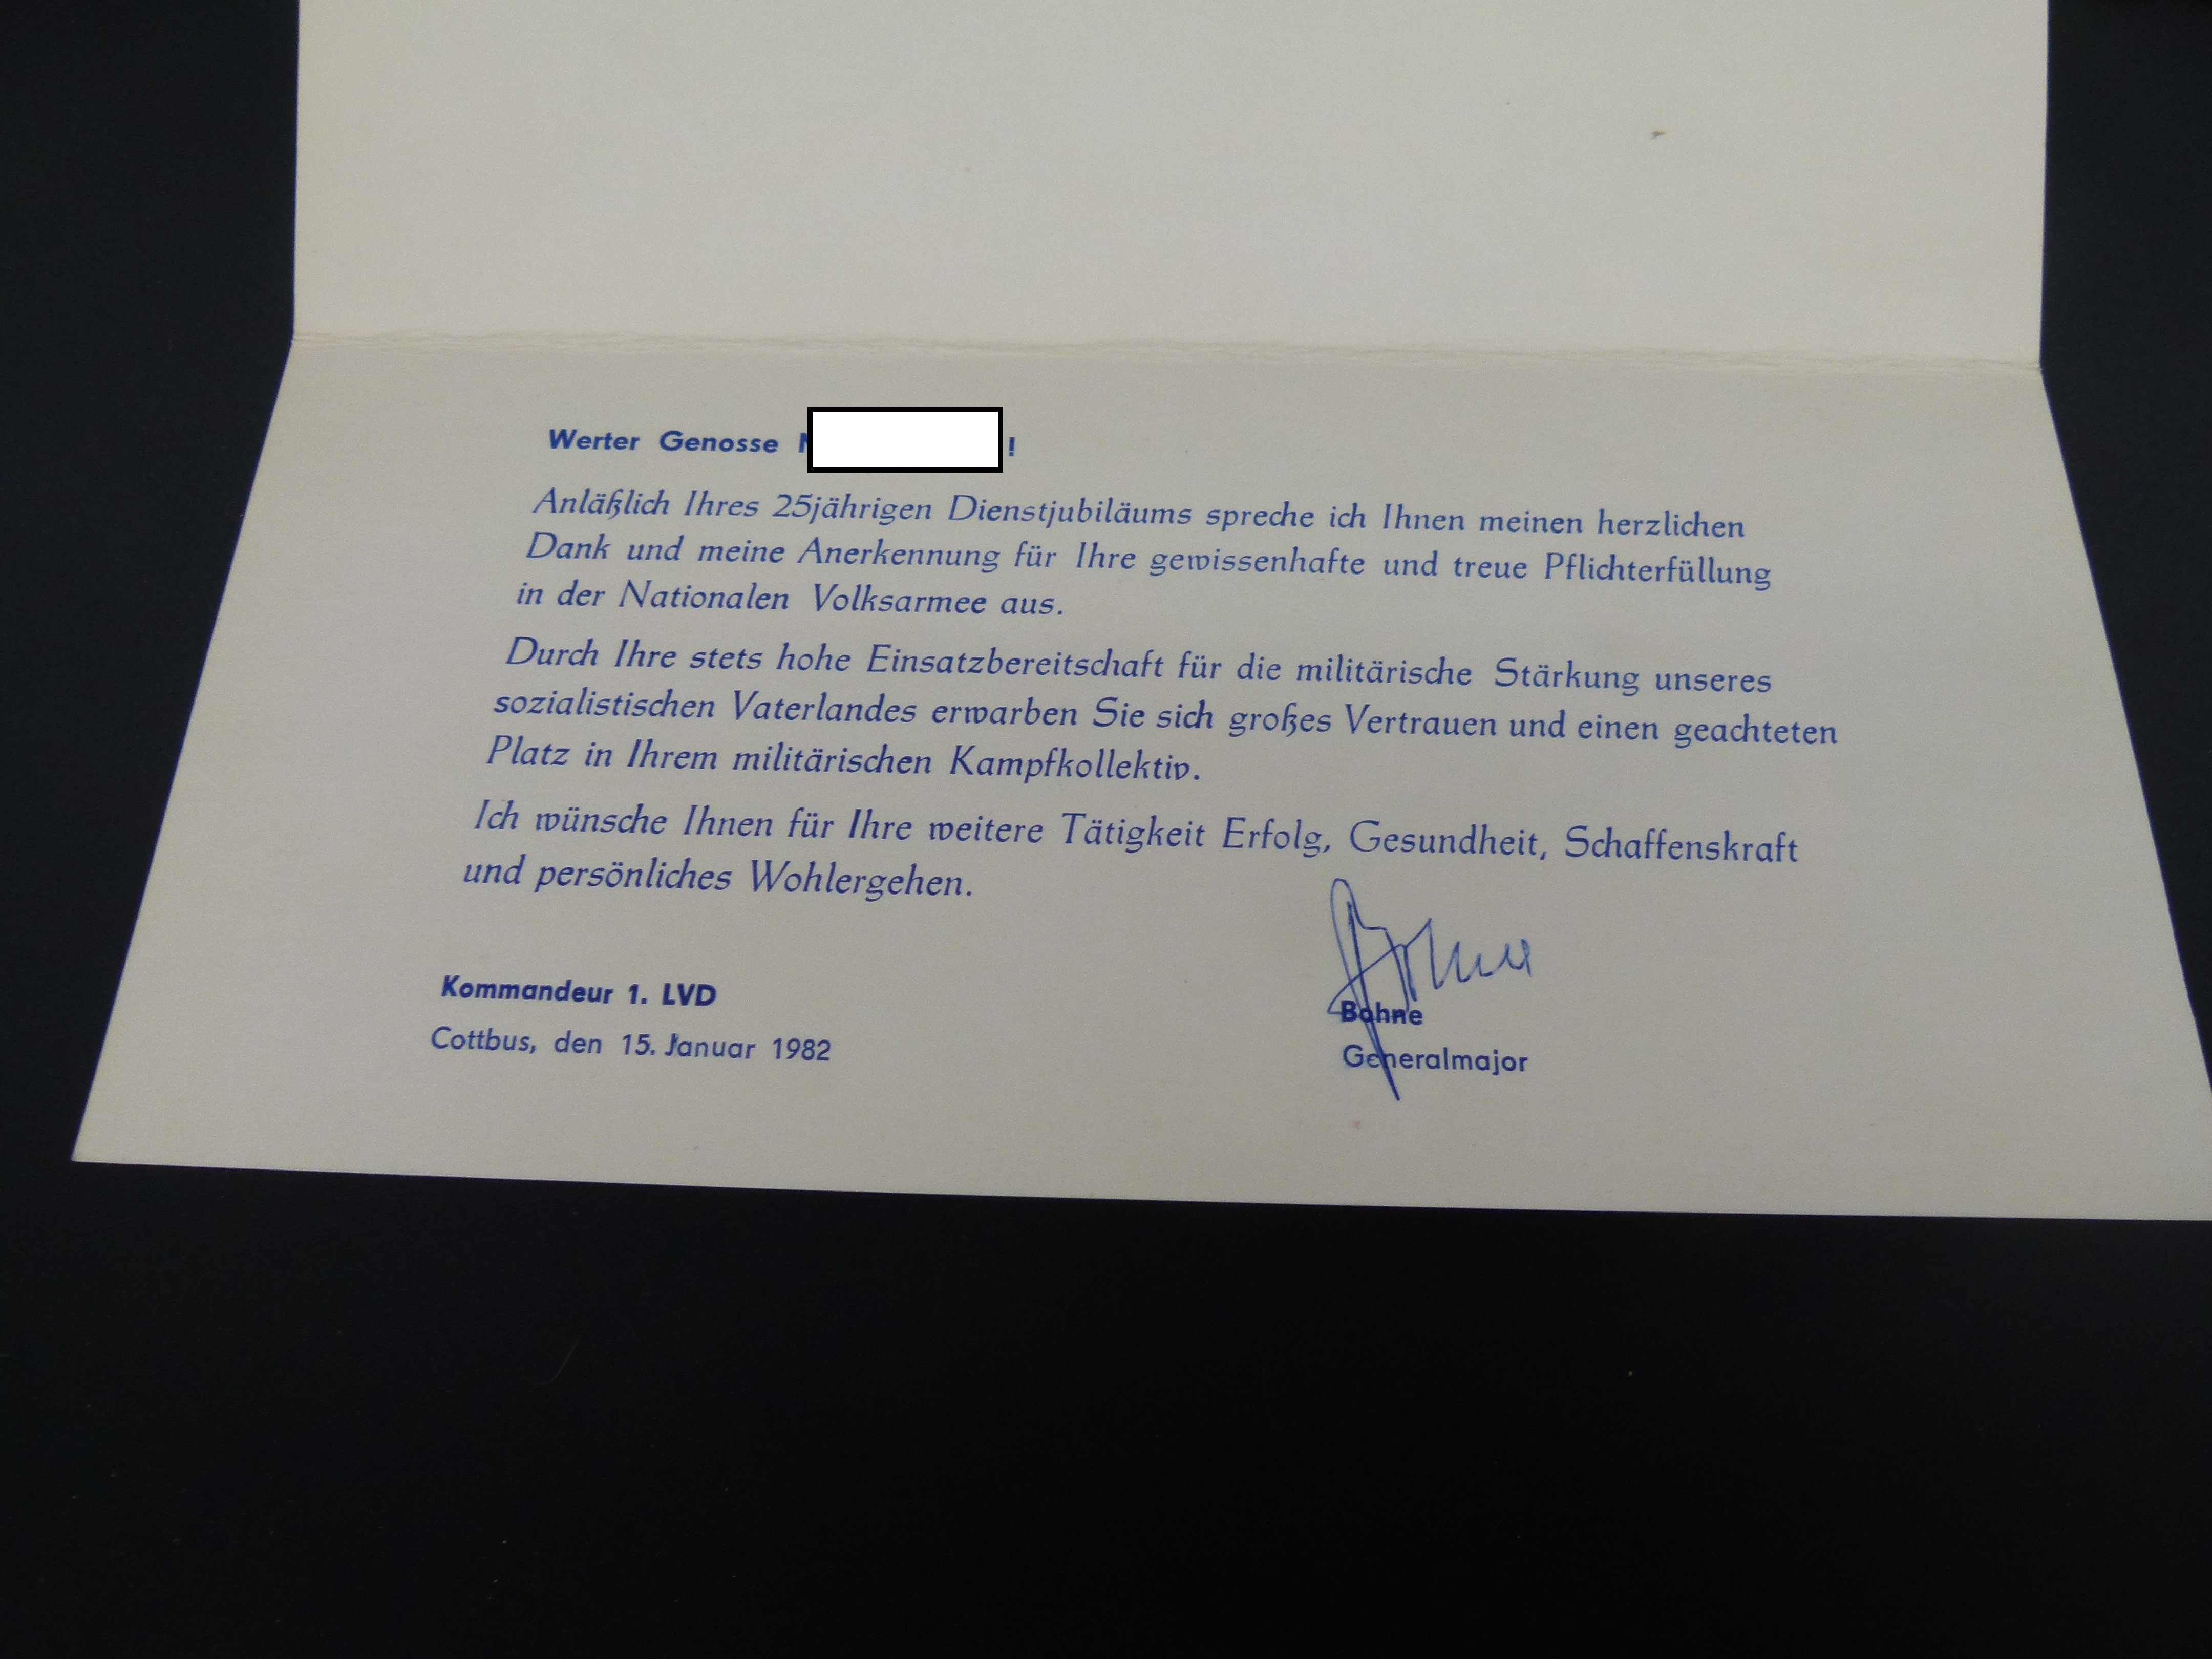 Werter Genosse !
Anläßlich Ihres 25jährigen Dienstjubiläums spreche ich Ihnen meinen herzlichen
Dank und meine Anerkennung für Ihre gewissenhafte und treue Pflichterfüllung
in der Nationalen Volksarmee aus.
Durch Ihre stets hohe Einsatzbereitschaft für die militärische Stärkung unseres
sozialistischen Vaterlandes erwarben Sie sich großes Vertrauen und einen geachteten
Platz in Ihrem militärischen Kampfkollektiv.
Ich wünsche Ihnen für Ihre weitere Tätigkeit Erfolg, Gesundheit, Schaffenskraft
und persönliches Wohlergehen.
Kommandeur 1. LVD
Cottbus, den 15. Januar 1982
Bohne
Generalmajor